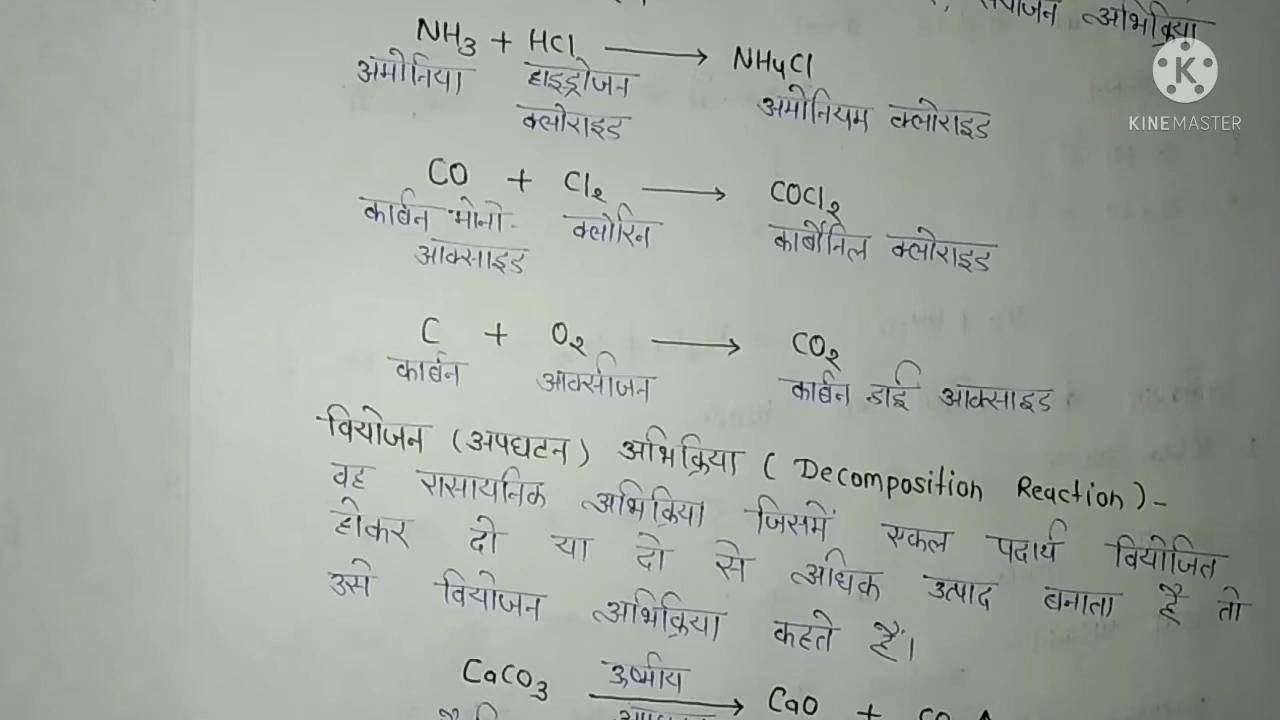 संयोजन अभिक्रिया
NH3 + HCl → NH4Cl
अमोनिया हाइड्रोजन अमोनियम क्लोराइड
क्लोराइड
K
KINEMASTER
CO + Cl2 → COCl2
कार्बन मोनो- क्लोरिन कार्बोनिल क्लोराइड
आक्साइड
C + O2 → CO2
कार्बन आक्सीजन कार्बन डाई आक्साइड
वियोजन (अपघटन) अभिक्रिया ( Decomposition Reaction ) -
वह रासायनिक अभिक्रिया जिसमें एकल पदार्थ वियोजित
होकर दो या दो से अधिक उत्पाद बनाता है तो
उसे वियोजन अभिक्रिया कहते हैं।
CaCO3 ऊष्मीय → CaO +